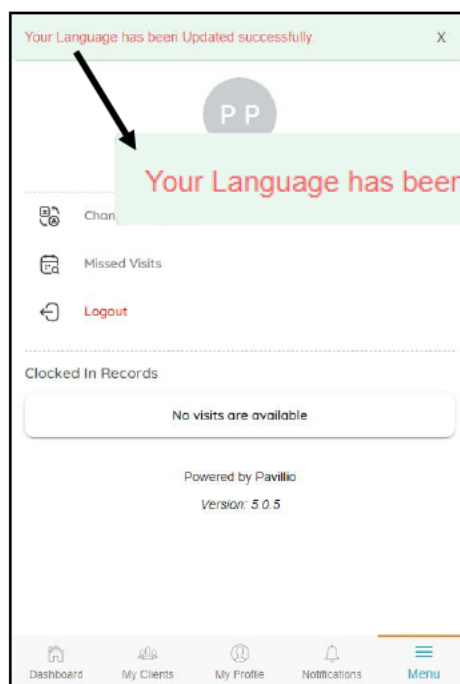 Your Language has been Updated successfully. X
P P
Your Language has been
Chan
Missed Visits
Logout
Clocked In Records
No visits are available
Powered by Pavillio
Version: 5.0.5
Dashboard My Clients My Profile Notifications Menu